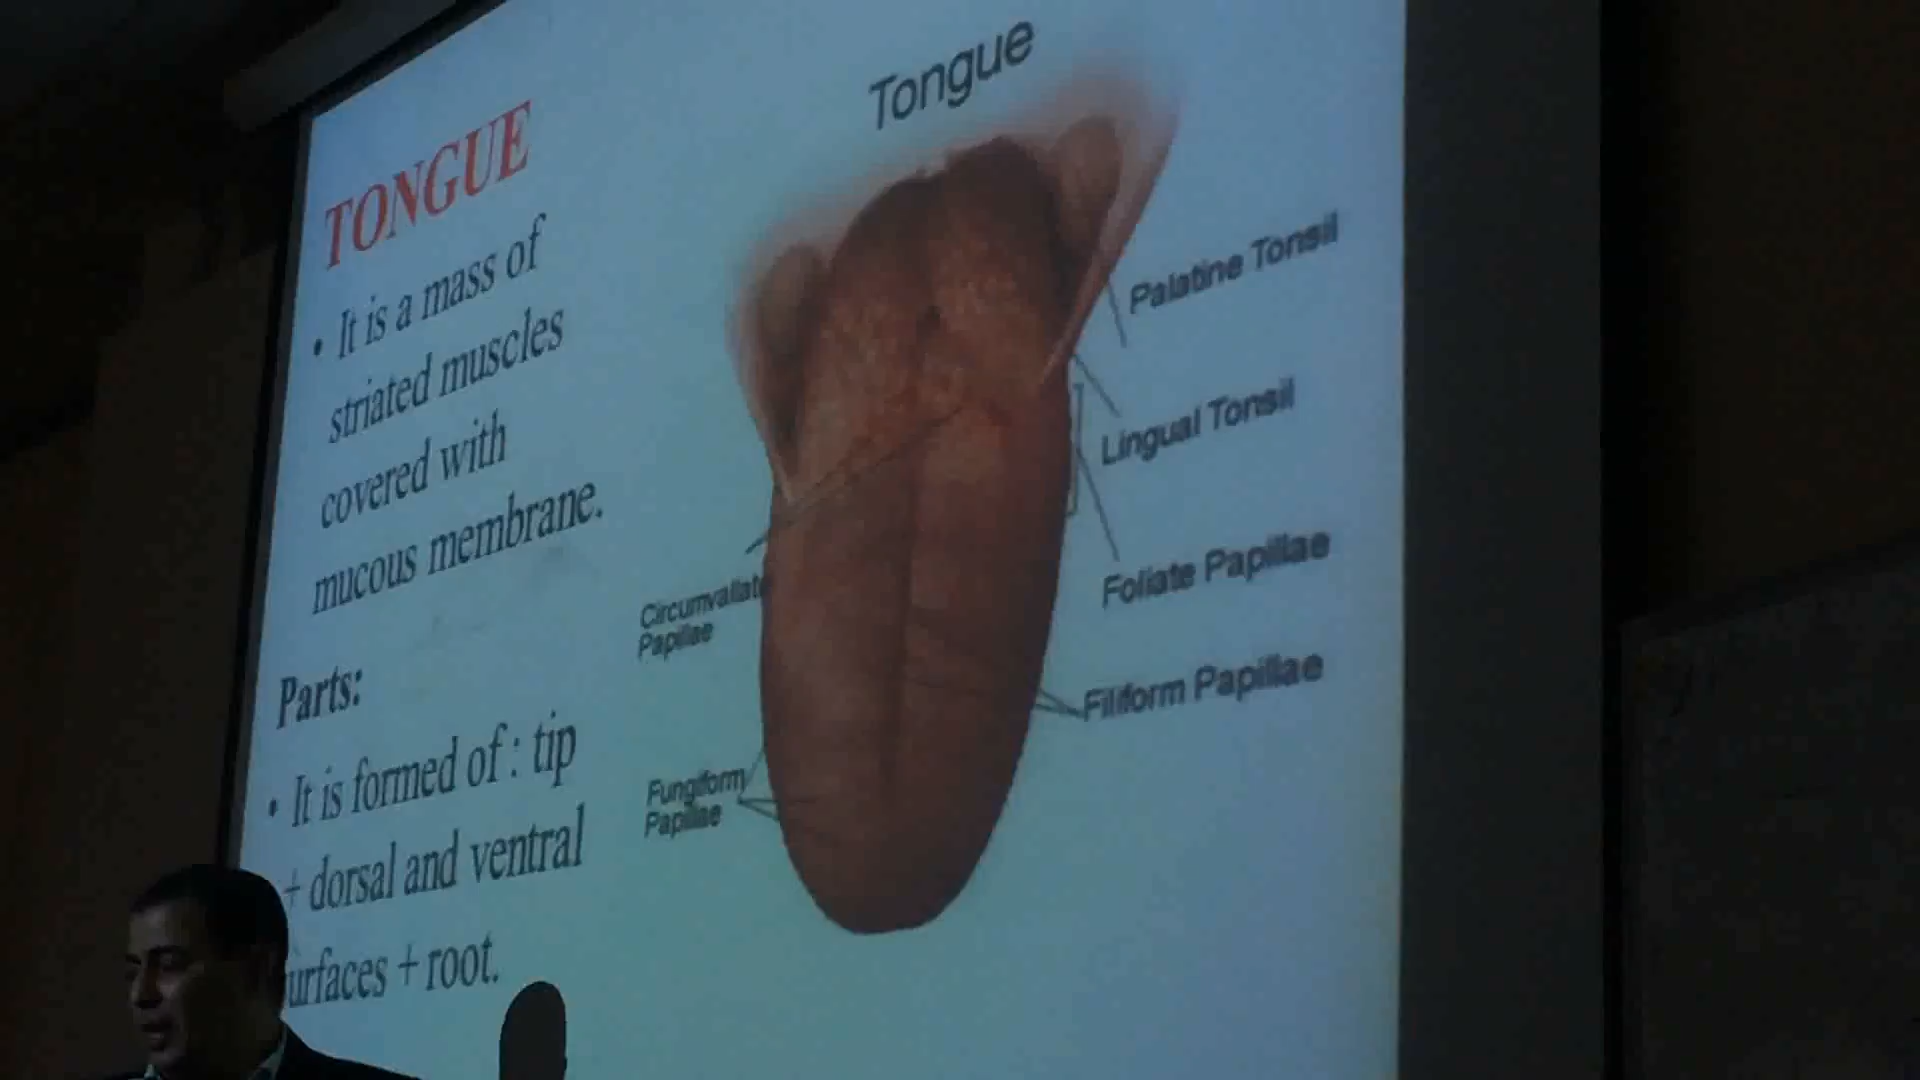 TONGUE
• It is a mass of
striated muscles
covered with
mucous membrane.
Parts:
• It is formed of : tip
+ dorsal and ventral
urfaces + root.
Tongue
Palatine Tonsil
Lingual Tonsil
Foliate Papillae
Filiform Papillae
Circumvallate
Papillae
Fungiform
Papillae